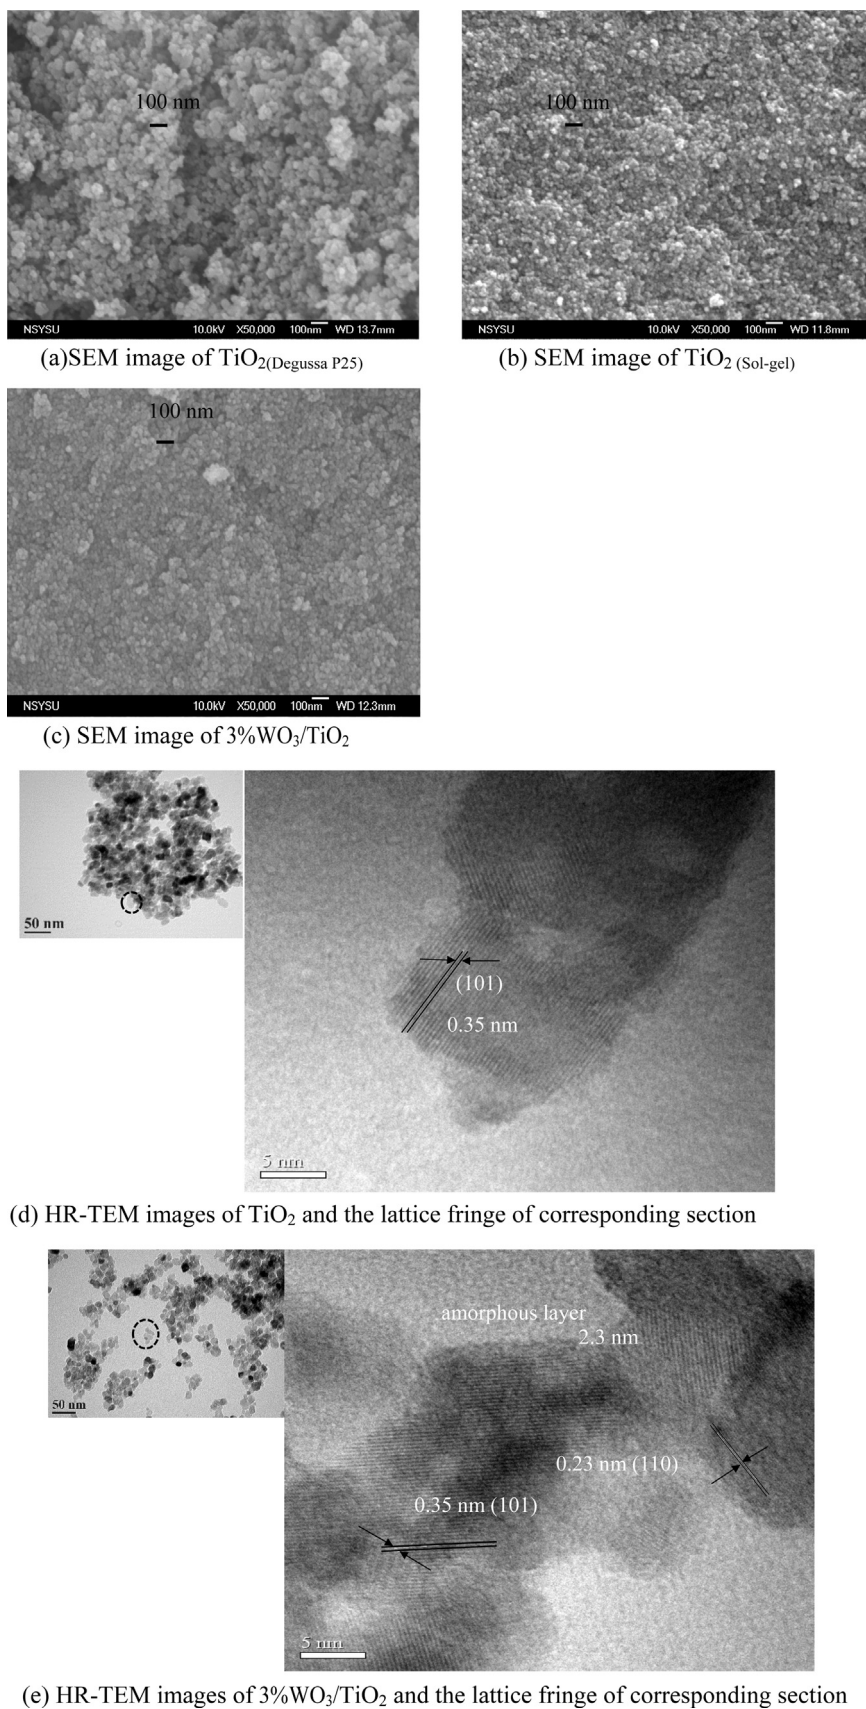 100 nm
NSYSU 10.0kV X50,000 100nm WD 13.7mm
(a)SEM image of TiO2(Degussa P25)
100 nm
NSYSU 10.0kV X50,000 100nm WD 11.8mm
(b) SEM image of TiO2 (Sol-gel)
100 nm
NSYSU 10.0kV X50,000 100nm WD 12.3mm
(c) SEM image of 3%WO3/TiO2
50 nm
(101)
0.35 nm
5 nm
(d) HR-TEM images of TiO2 and the lattice fringe of corresponding section
50 nm
amorphous layer
2.3 nm
0.23 nm (110)
0.35 nm (101)
5 nm
(e) HR-TEM images of 3%WO3/TiO2 and the lattice fringe of corresponding section